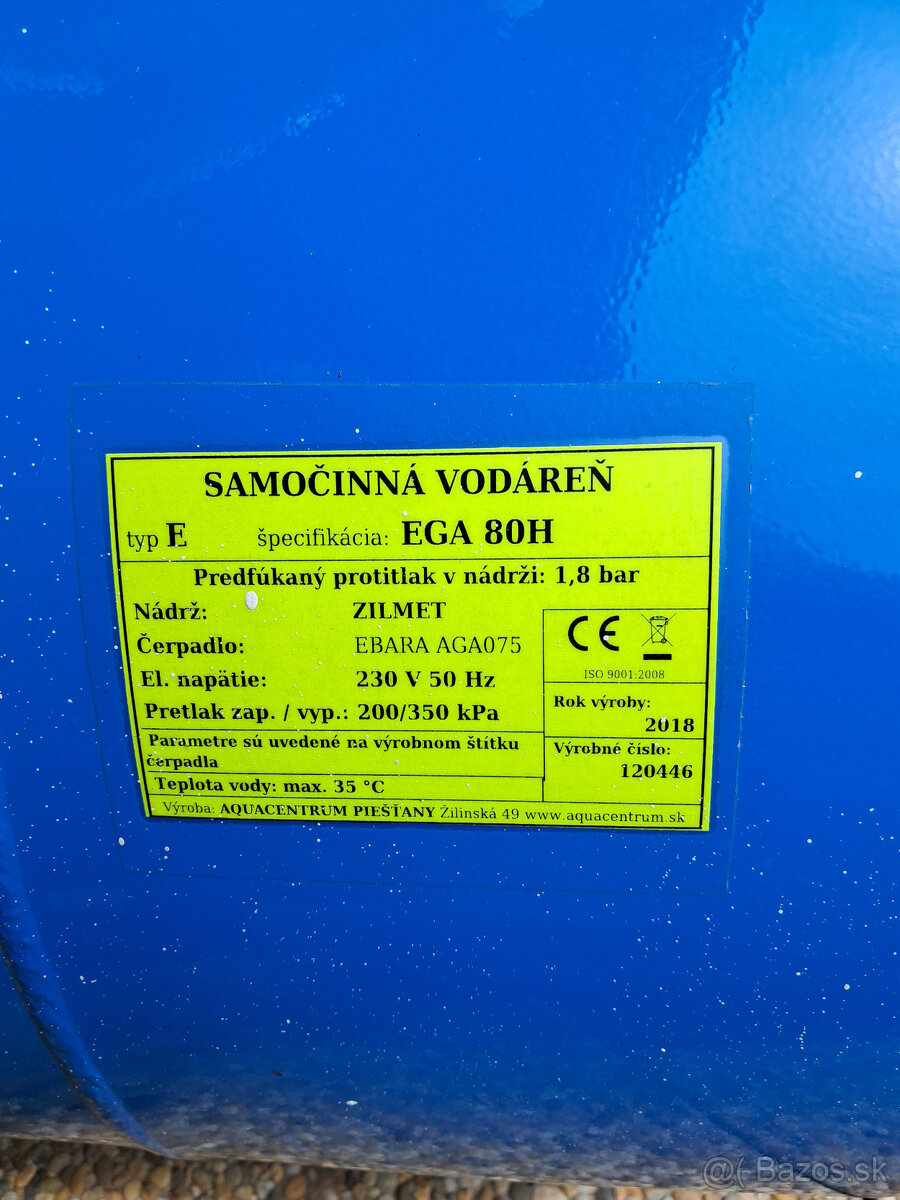 SAMOČINNÁ VODÁREŇ
typ E špecifikácia: EGA 80H
Predfúkaný protitlak v nádrži: 1,8 bar
Nádrž: ZILMET
Čerpadlo: EBARA AGA075
El. napätie: 230 V 50 Hz
Pretlak zap. / vyp.: 200/350 kPa
Parametre sú uvedené na výrobnom štítku
čerpadla
Teplota vody: max. 35 °C
CE
ISO 9001:2008
Rok výroby:
2018
Výrobné číslo:
120446
Výroba: AQUACENTRUM PIEŠŤANY Žilinská 49 www.aquacentrum.sk
@( Bazos.sk